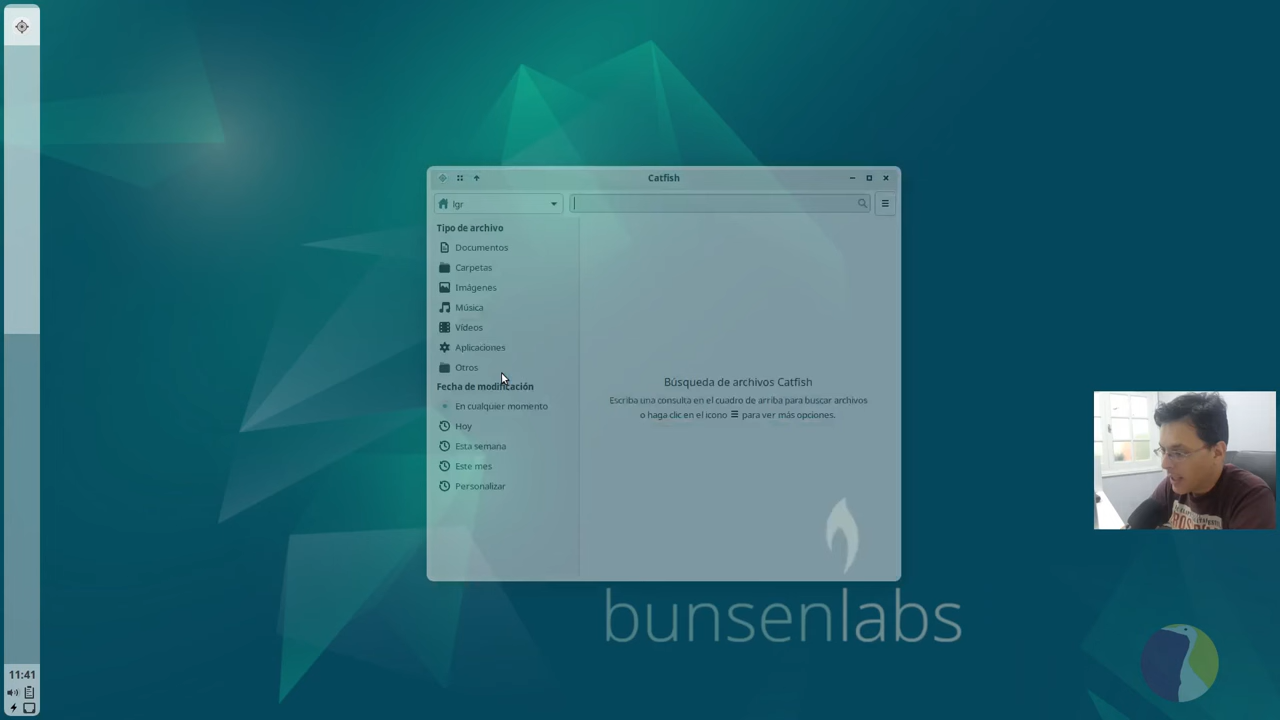 Catfish
lgr
Tipo de archivo
Documentos
Carpetas
Imágenes
Música
Vídeos
Aplicaciones
Otros
Fecha de modificación
En cualquier momento
Hoy
Esta semana
Este mes
Personalizar
Búsqueda de archivos Catfish
Escriba una consulta en el cuadro de arriba para buscar archivos
o haga clic en el icono ☰ para ver más opciones.
bunsenlabs
11:41